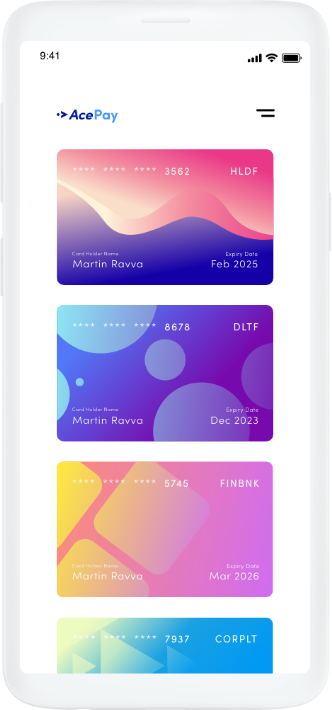 9:41
AcePay
**** **** **** 3562 HLDF
Card Holder Name Expiry Date
Martin Ravva Feb 2025
**** **** **** 8678 DLTF
Card Holder Name Expiry Date
Martin Ravva Dec 2023
**** **** **** 5745 FINBNK
Card Holder Name Expiry Date
Martin Ravva Mar 2026
**** **** **** 7937 CORPLT